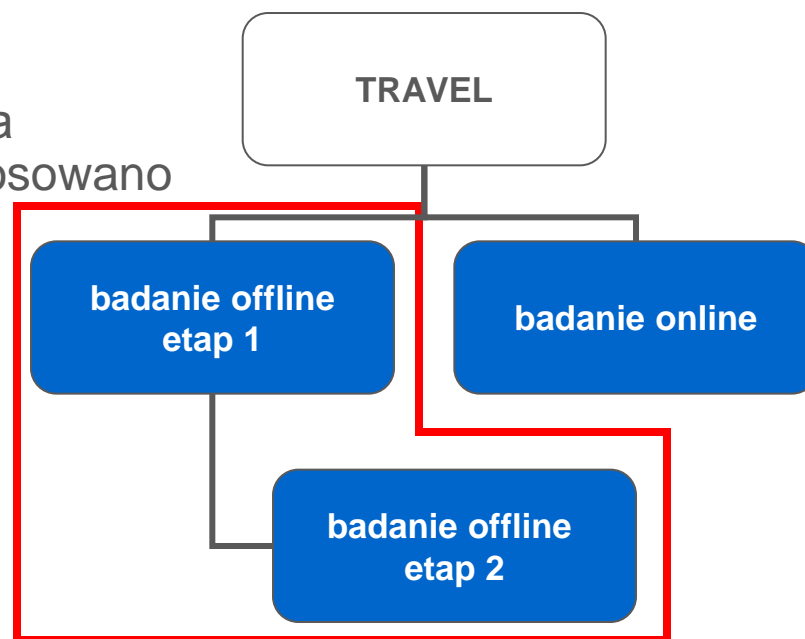 TRAVEL
a
osowano
badanie offline
etap 1
badanie online
badanie offline
etap 2